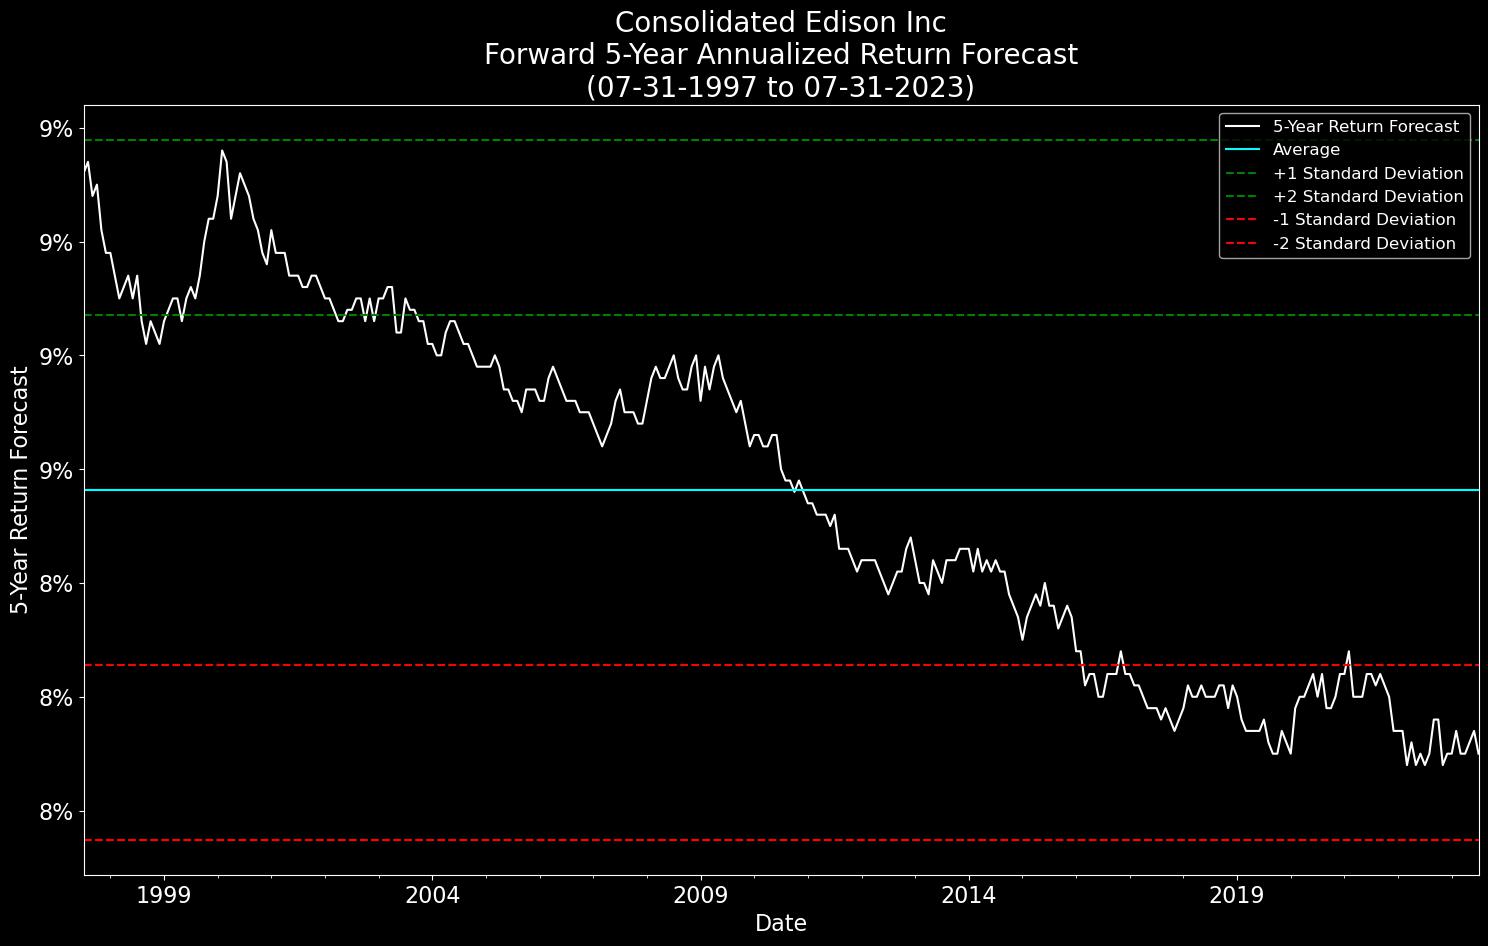 Consolidated Edison Inc
Forward 5-Year Annualized Return Forecast
(07-31-1997 to 07-31-2023)
5-Year Return Forecast
Average
+1 Standard Deviation
+2 Standard Deviation
-1 Standard Deviation
-2 Standard Deviation
9%
9%
9%
9%
8%
8%
8%
5-Year Return Forecast
1999
2004
2009
2014
2019
Date